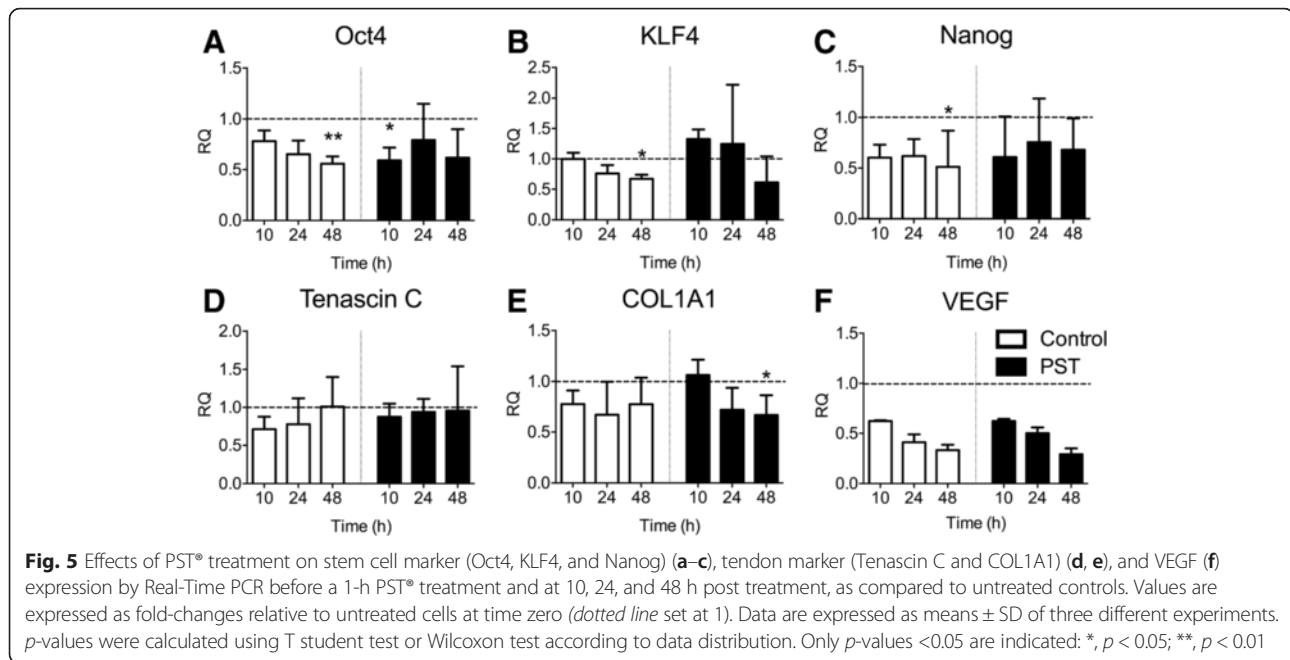 A Oct4
1.5
1.0
0.5
0.0
RQ
**
*
10 24 48 10 24 48
Time (h)
B KLF4
2.5
2.0
1.5
1.0
0.5
0.0
RQ
*
10 24 48 10 24 48
Time (h)
C Nanog
1.5
1.0
0.5
0.0
RQ
*
10 24 48 10 24 48
Time (h)
D Tenascin C
2.0
1.5
1.0
0.5
0.0
RQ
10 24 48 10 24 48
Time (h)
E COL1A1
1.5
1.0
0.5
0.0
RQ
*
10 24 48 10 24 48
Time (h)
F VEGF
1.5
1.0
0.5
0.0
RQ
Control
PST
10 24 48 10 24 48
Time (h)
Fig. 5 Effects of PST® treatment on stem cell marker (Oct4, KLF4, and Nanog) (a–c), tendon marker (Tenascin C and COL1A1) (d, e), and VEGF (f)
expression by Real-Time PCR before a 1-h PST® treatment and at 10, 24, and 48 h post treatment, as compared to untreated controls. Values are
expressed as fold-changes relative to untreated cells at time zero (dotted line set at 1). Data are expressed as means ± SD of three different experiments.
p-values were calculated using T student test or Wilcoxon test according to data distribution. Only p-values <0.05 are indicated: *, p < 0.05; **, p < 0.01